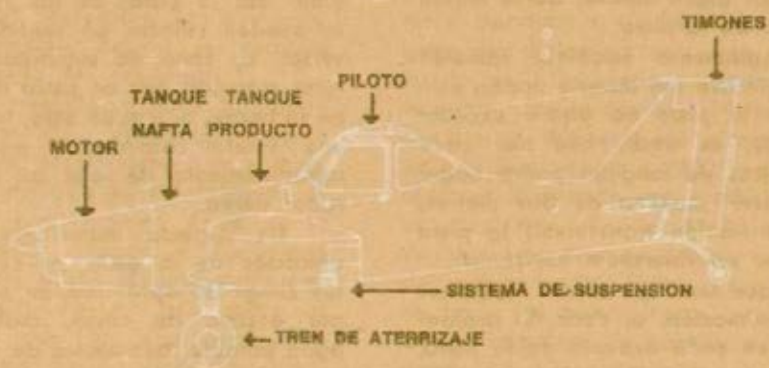 TIMONES
PILOTO
TANQUE TANQUE
NAFTA PRODUCTO
MOTOR
SISTEMA DE SUSPENSION
TREN DE ATERRIZAJE